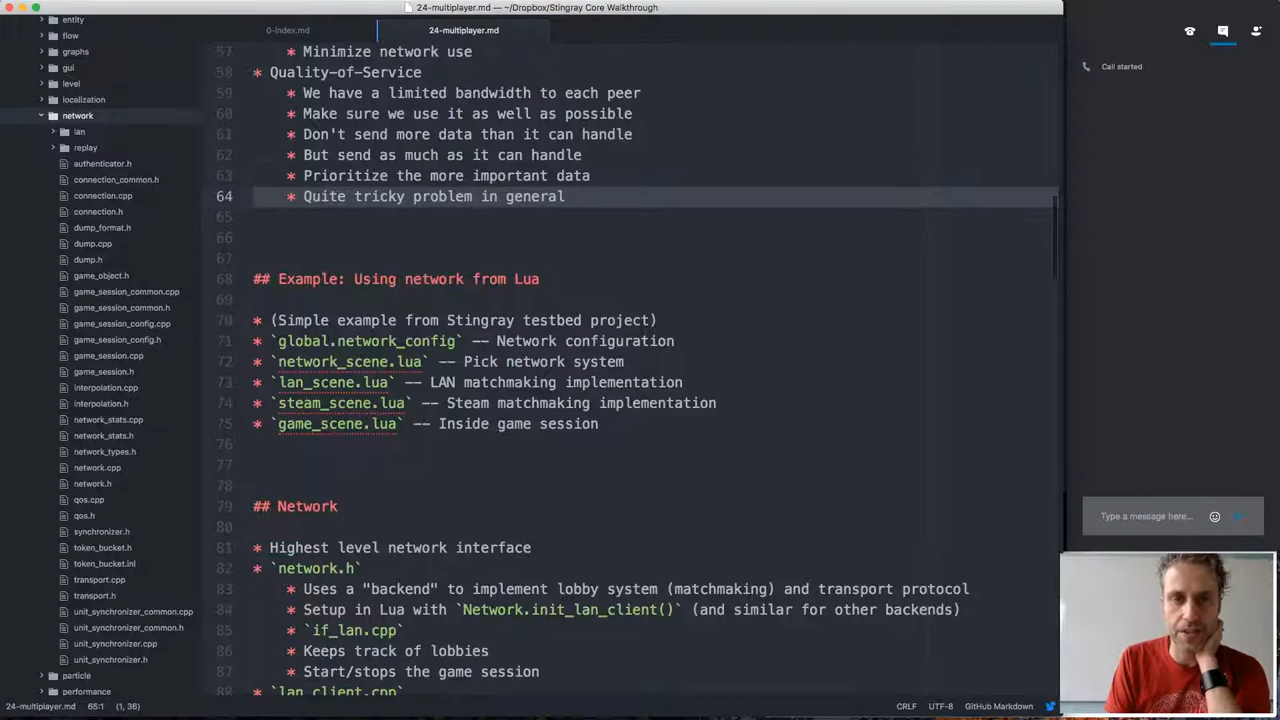 24-multiplayer.md — ~/Dropbox/Stingray Core Walkthrough
0-index.md
24-multiplayer.md
entity
flow
graphs
gui
level
localization
network
lan
replay
authenticator.h
connection_common.h
connection.cpp
connection.h
dump_format.h
dump.cpp
dump.h
game_object.h
game_session_common.cpp
game_session_common.h
game_session_config.cpp
game_session_config.h
game_session.cpp
game_session.h
interpolation.cpp
interpolation.h
network_stats.cpp
network_stats.h
network_types.h
network.cpp
network.h
qos.cpp
qos.h
synchronizer.h
token_bucket.h
token_bucket.inl
transport.cpp
transport.h
unit_synchronizer_common.cpp
unit_synchronizer_common.h
unit_synchronizer.cpp
unit_synchronizer.h
particle
performance
57 * Minimize network use
58 * Quality-of-Service
59 * We have a limited bandwidth to each peer
60 * Make sure we use it as well as possible
61 * Don't send more data than it can handle
62 * But send as much as it can handle
63 * Prioritize the more important data
64 * Quite tricky problem in general
65
66
67
68 ## Example: Using network from Lua
69
70 * (Simple example from Stingray testbed project)
71 * `global.network_config` -- Network configuration
72 * `network_scene.lua` -- Pick network system
73 * `lan_scene.lua` -- LAN matchmaking implementation
74 * `steam_scene.lua` -- Steam matchmaking implementation
75 * `game_scene.lua` -- Inside game session
76
77
78
79 ## Network
80
81 * Highest level network interface
82 * `network.h`
83 * Uses a "backend" to implement lobby system (matchmaking) and transport protocol
84 * Setup in Lua with `Network.init_lan_client()` (and similar for other backends)
85 * `if_lan.cpp`
86 * Keeps track of lobbies
87 * Start/stops the game session
88 * `lan_client.cpp`
24-multiplayer.md 65:1 (1, 36)
CRLF UTF-8 GitHub Markdown
Call started
Type a message here...